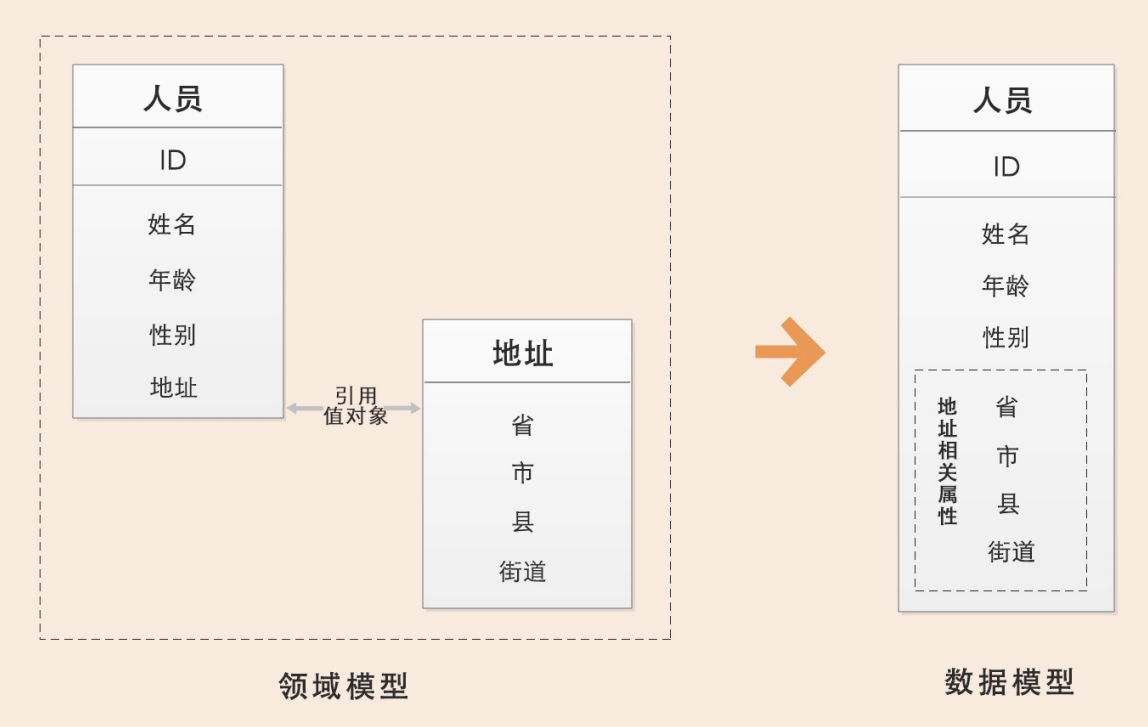 人员
ID
姓名
年龄
性别
地址
引用
值对象
地址
省
市
县
街道
领域模型
人员
ID
姓名
年龄
性别
地址相关属性
省
市
县
街道
数据模型